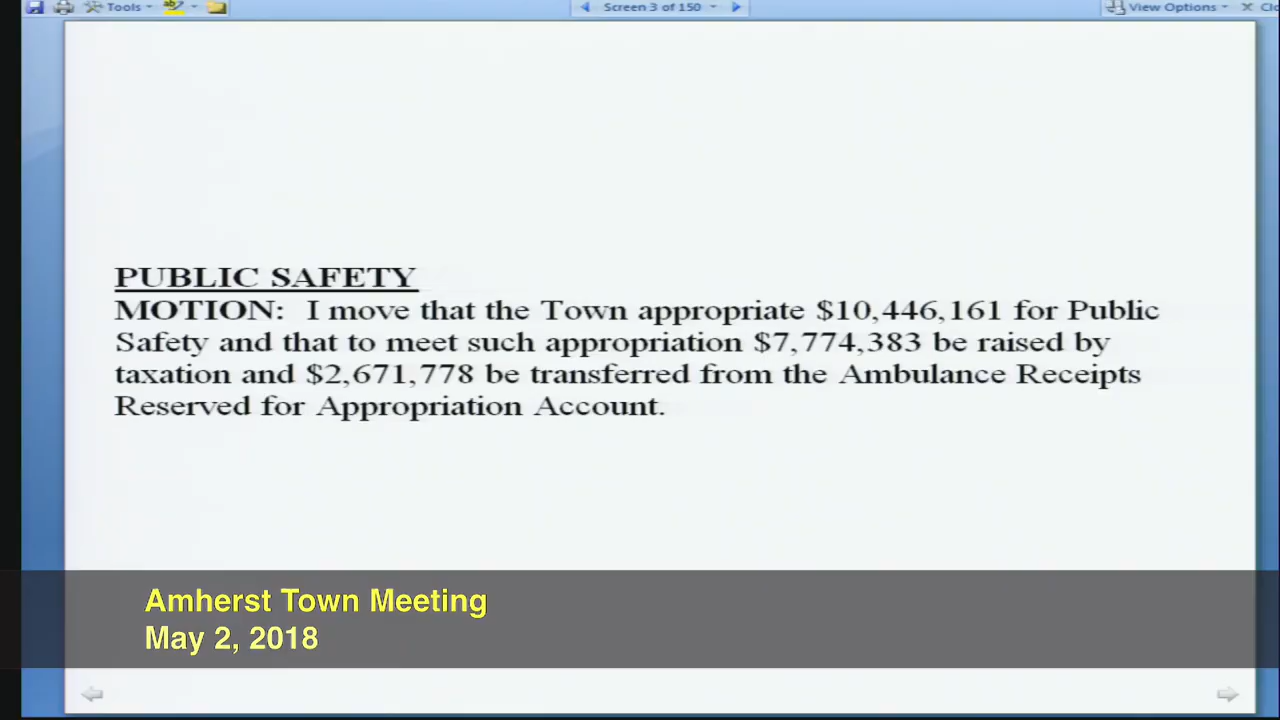 Tools
Screen 3 of 150
View Options
PUBLIC SAFETY
MOTION: I move that the Town appropriate $10,446,161 for Public
Safety and that to meet such appropriation $7,774,383 be raised by
taxation and $2,671,778 be transferred from the Ambulance Receipts
Reserved for Appropriation Account.
Amherst Town Meeting
May 2, 2018